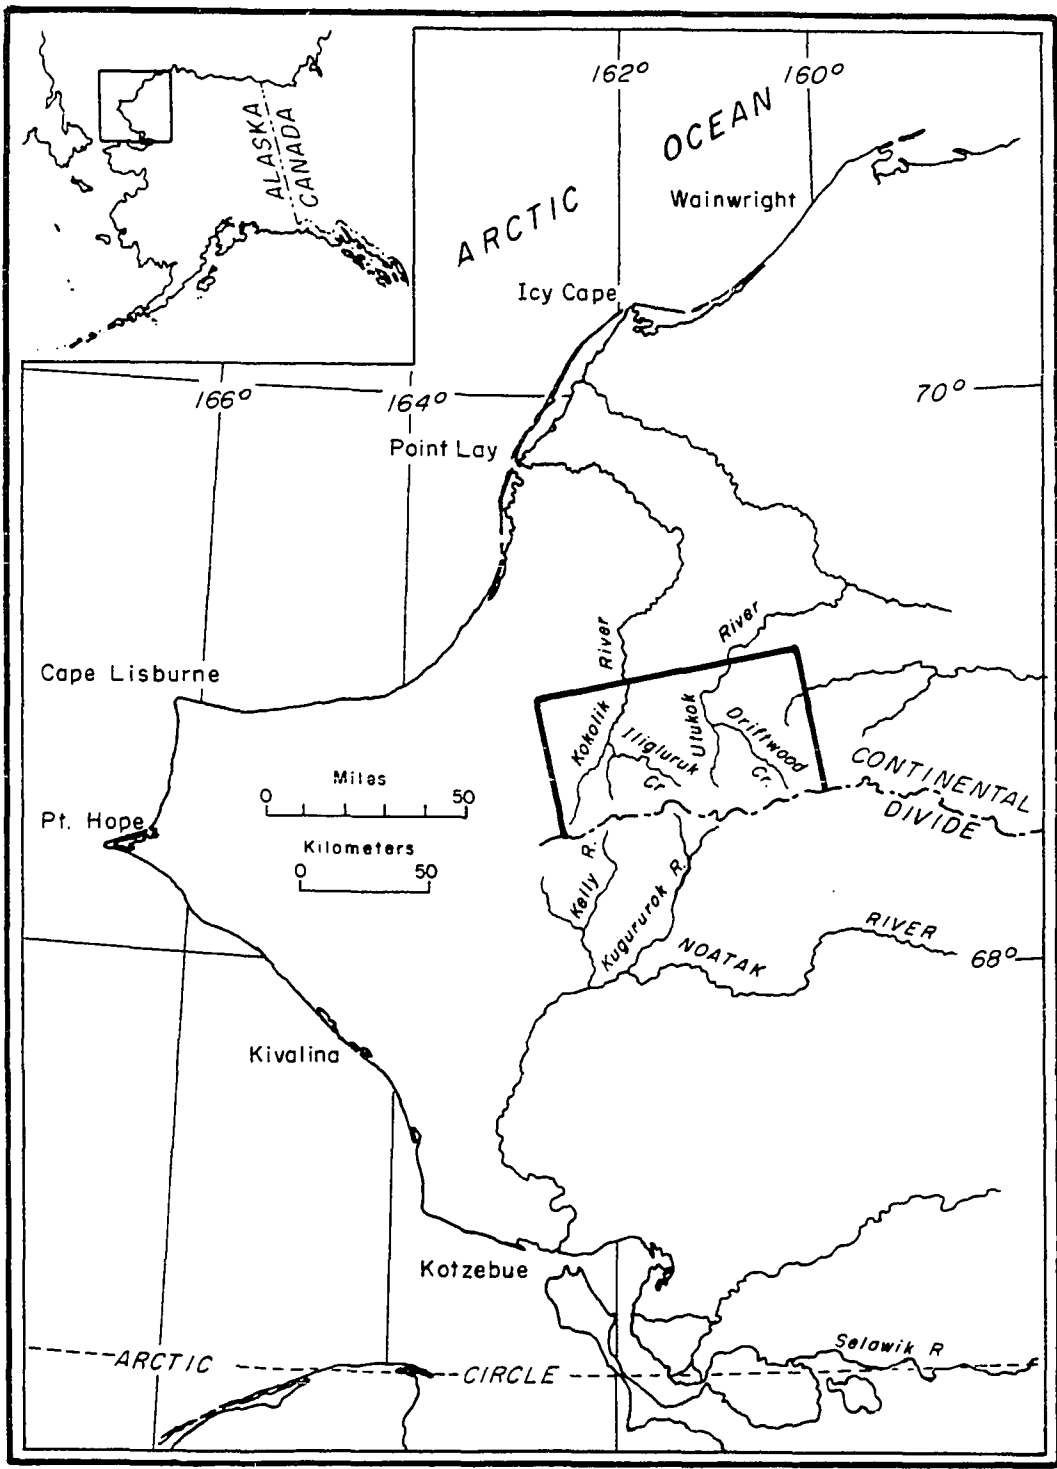 ALASKA
CANADA
162°
160°
ARCTIC OCEAN
Wainwright
Icy Cape
166°
164°
70°
Point Lay
Cape Lisburne
Kokolik River
Utukok River
Iligluruk
Cr
Driftwood
Cr.
CONTINENTAL
DIVIDE
Miles
0 50
Pt. Hope
Kilometers
0 50
Kelly R.
Kugururok R.
NOATAK RIVER
68°
Kivalina
Kotzebue
Selawik R
ARCTIC CIRCLE